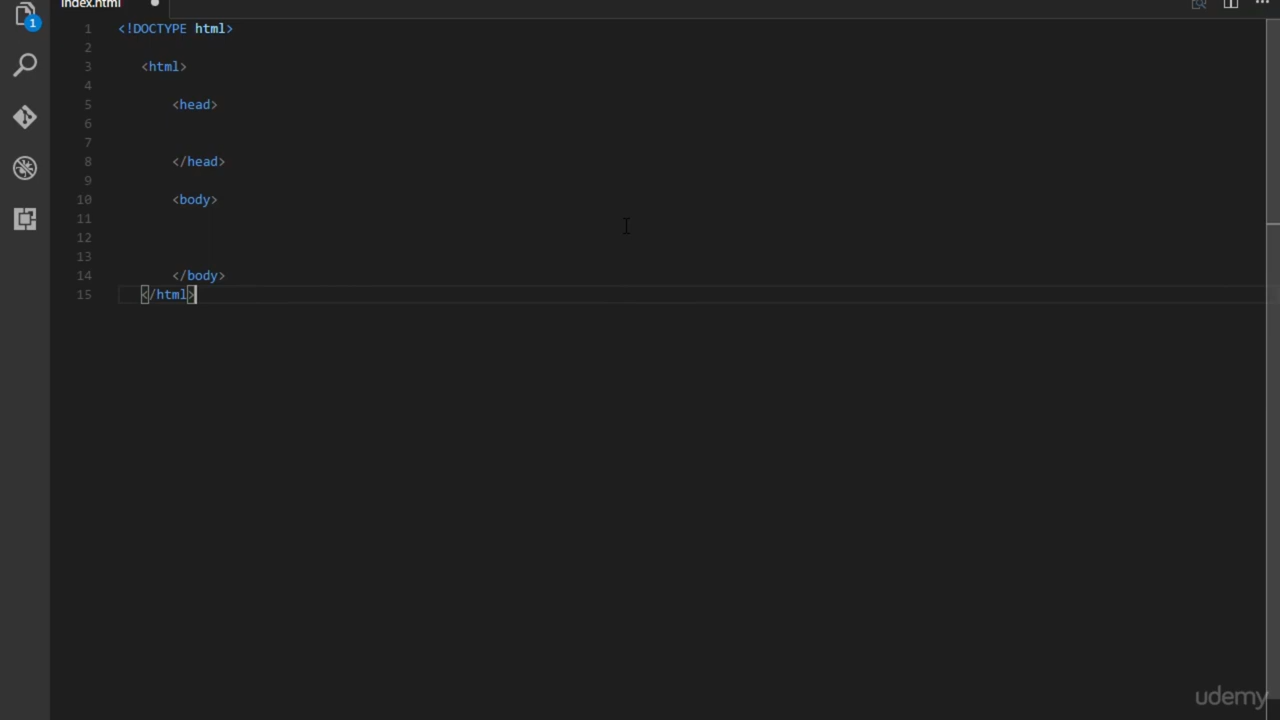 index.html
1
1 <!DOCTYPE html>
2
3 <html>
4
5 <head>
6
7
8 </head>
9
10 <body>
11
12
13
14 </body>
15 </html>
udemy